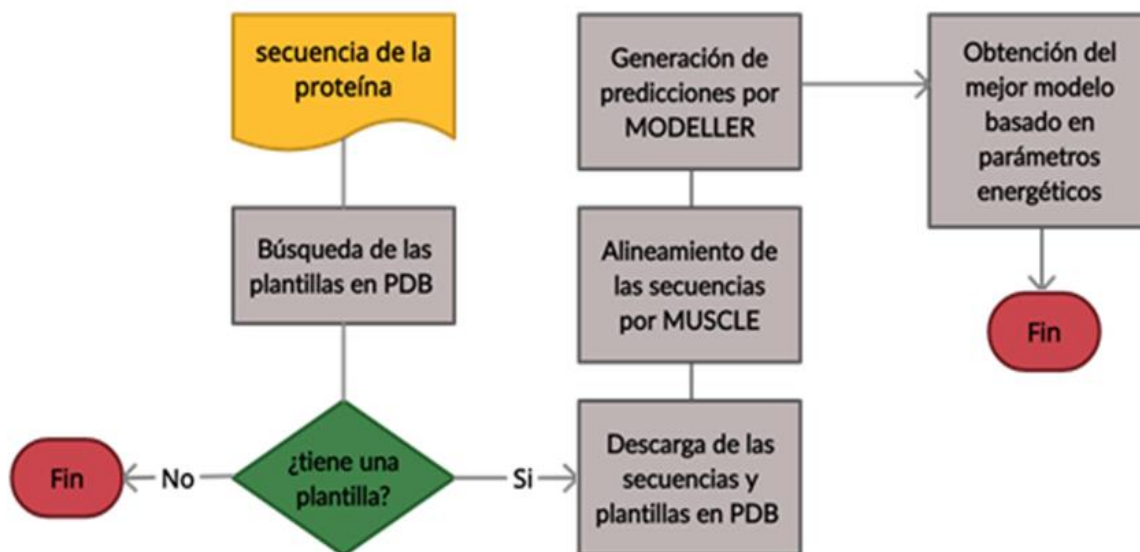 secuencia de la
proteína
Búsqueda de las
plantillas en PDB
¿tiene una
plantilla?
No
Fin
Si
Descarga de las
secuencias y
plantillas en PDB
Alineamiento de
las secuencias
por MUSCLE
Generación de
predicciones por
MODELLER
Obtención del
mejor modelo
basado en
parámetros
energéticos
Fin